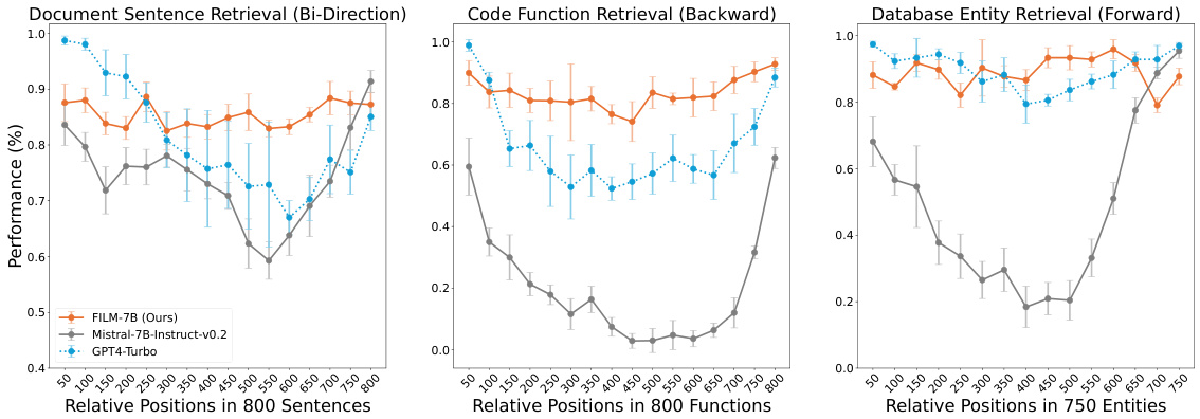 Document Sentence Retrieval (Bi-Direction)
Performance (%)
1.0
0.9
0.8
0.7
0.6
0.5
0.4
FILM-7B (Ours)
Mistral-7B-Instruct-v0.2
GPT4-Turbo
50 100 150 200 250 300 350 400 450 500 550 600 650 700 750 800
Relative Positions in 800 Sentences
Code Function Retrieval (Backward)
1.0
0.8
0.6
0.4
0.2
0.0
50 100 150 200 250 300 350 400 450 500 550 600 650 700 750 800
Relative Positions in 800 Functions
Database Entity Retrieval (Forward)
1.0
0.8
0.6
0.4
0.2
0.0
50 100 150 200 250 300 350 400 450 500 550 600 650 700 750
Relative Positions in 750 Entities